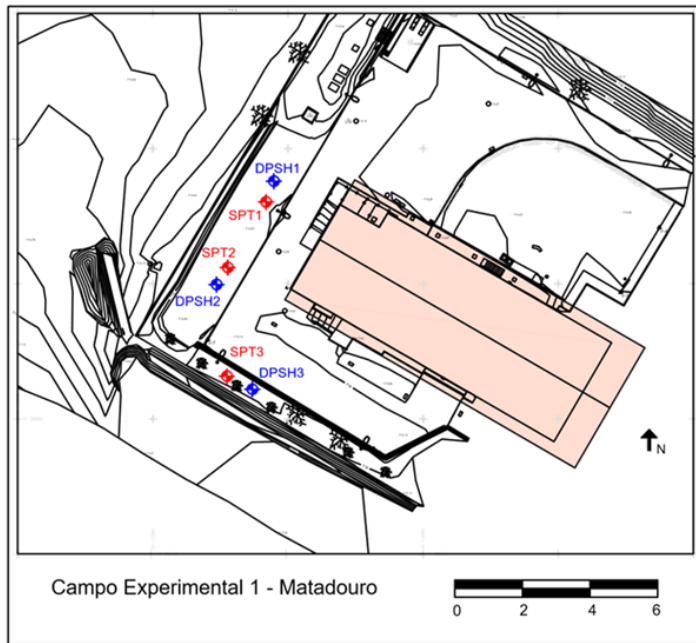 DPSH1
SPT1
SPT2
DPSH2
SPT3
DPSH3
N
Campo Experimental 1 - Matadouro
0 2 4 6